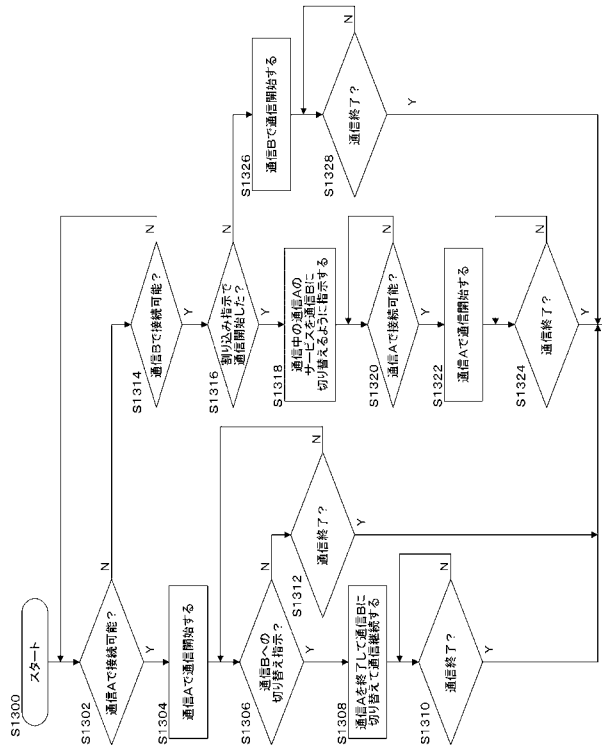 S1300
スタート
S1302
通信Aで接続可能?
N
Y
S1304
通信Aで通信開始する
S1306
通信Bへの
切り替え指示?
N
Y
S1308
通信Aを終了して通信Bに
切り替えて通信継続する
S1310
通信終了?
N
Y
S1312
通信終了?
N
Y
S1314
通信Bで接続可能?
N
Y
S1316
割り込み指示で
通信開始した?
N
Y
S1318
通信中の通信Aの
サービスを通信Bに
切り替えるように指示する
S1320
通信Aで接続可能?
N
Y
S1322
通信Aで通信開始する
S1324
通信終了?
N
Y
S1326
通信Bで通信開始する
S1328
通信終了?
N
Y